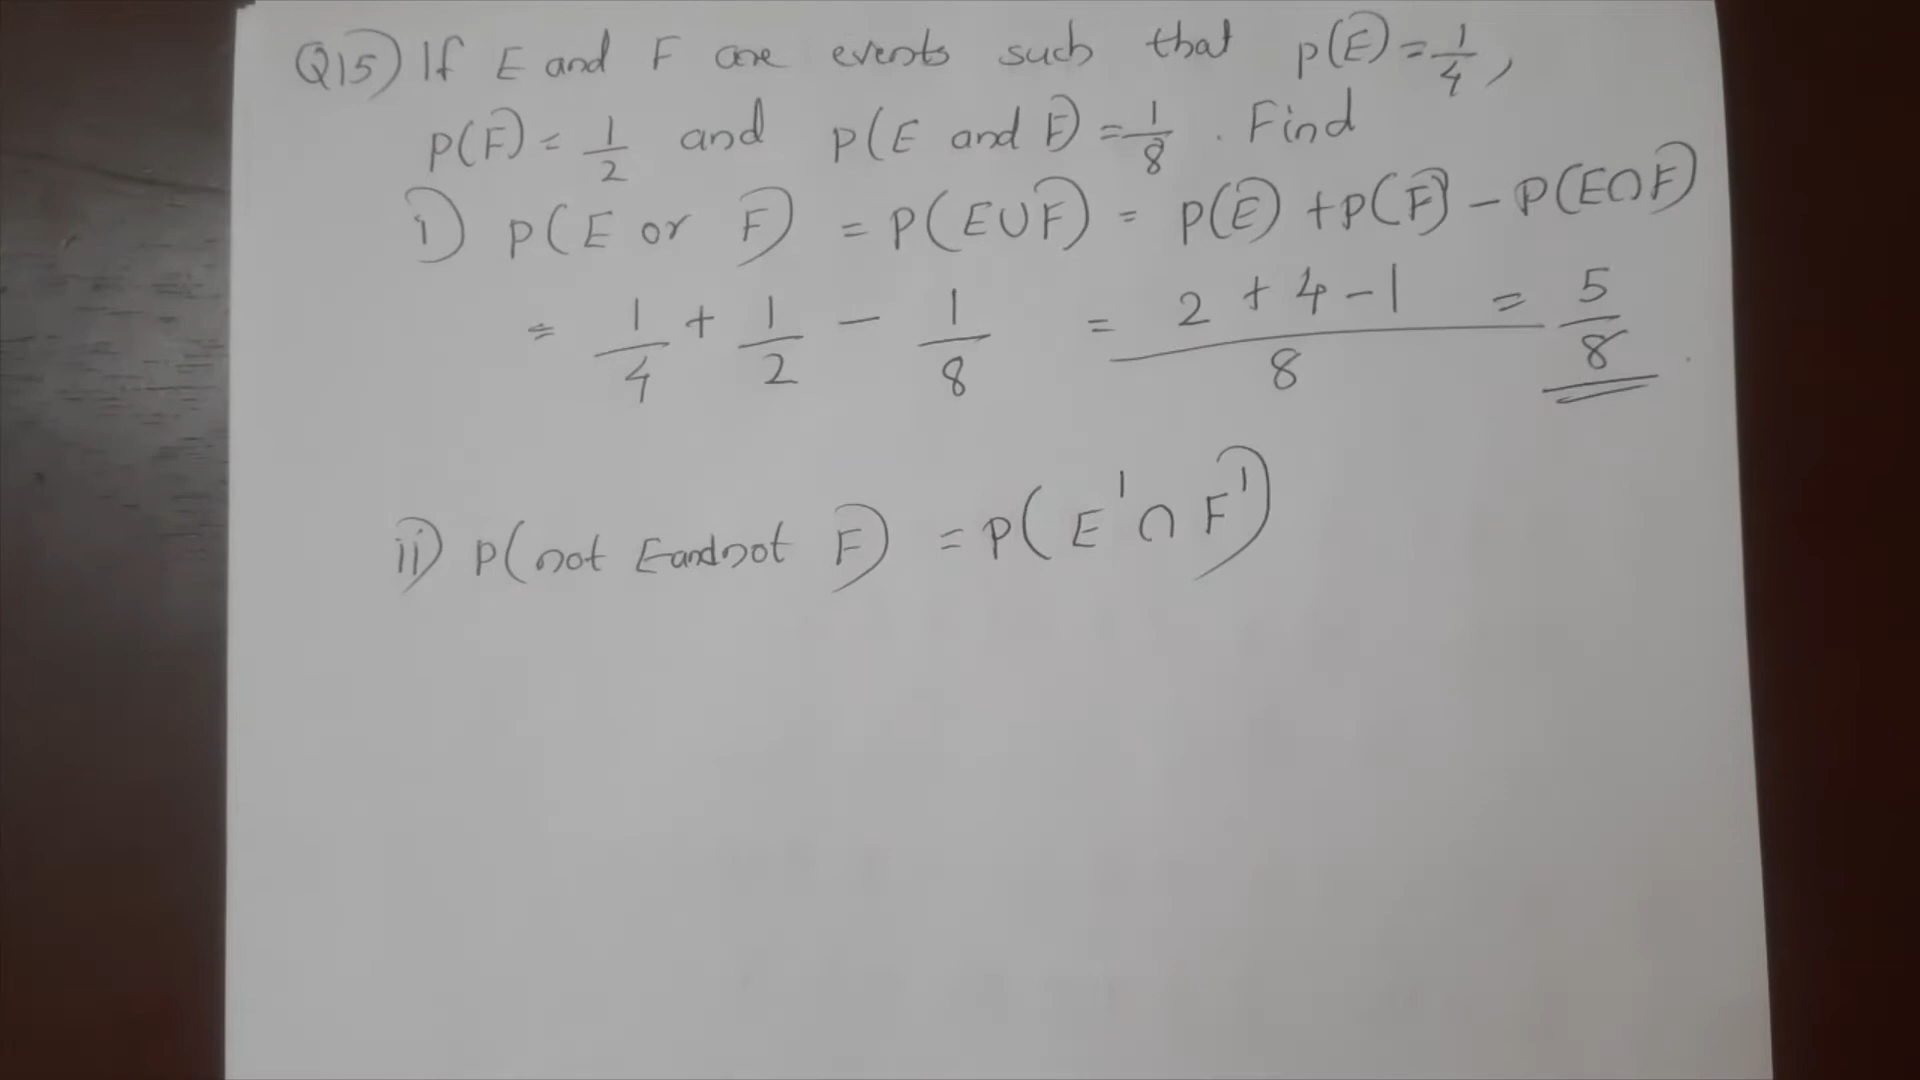 Q15) If E and F are events such that P(E) = 1/4,
P(F) = 1/2 and P(E and F) = 1/8 . Find
i) P(E or F) = P(E∪F) = P(E) + P(F) - P(E∩F)
= 1/4 + 1/2 - 1/8 = (2 + 4 - 1)/8 = 5/8
ii) P(not E and not F) = P(E' ∩ F')